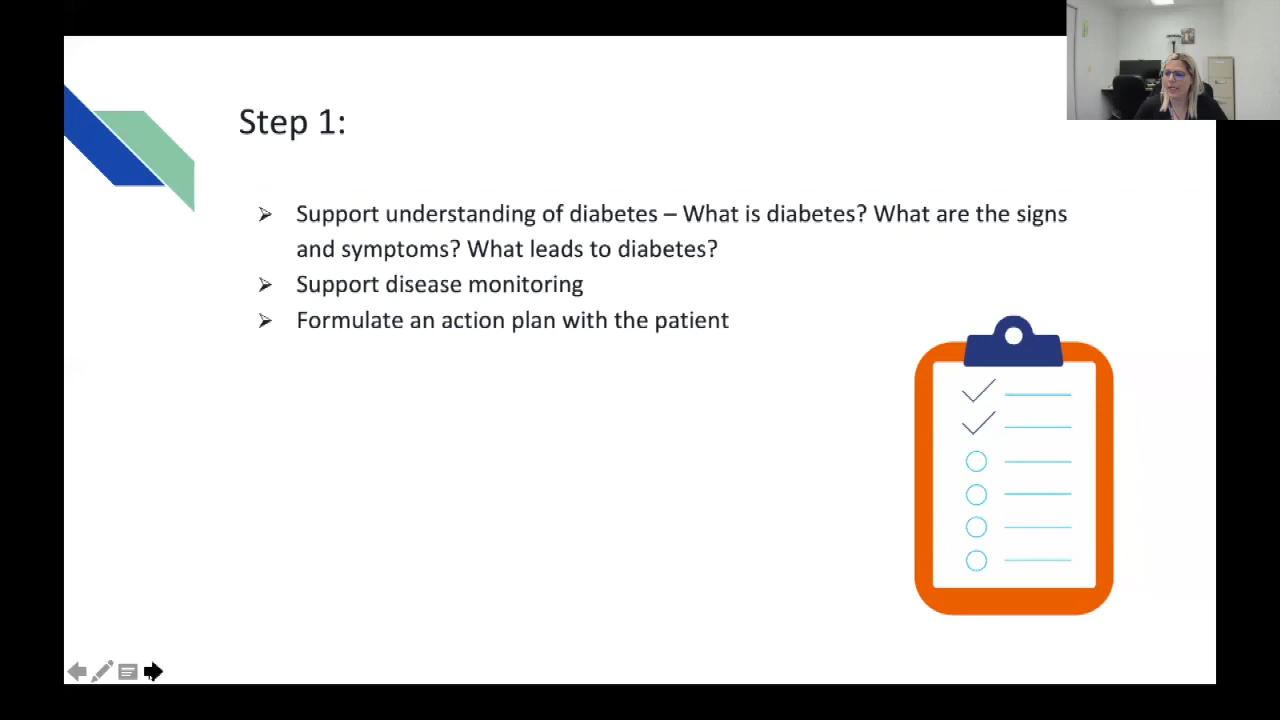 Step 1:
➢ Support understanding of diabetes – What is diabetes? What are the signs
and symptoms? What leads to diabetes?
➢ Support disease monitoring
➢ Formulate an action plan with the patient